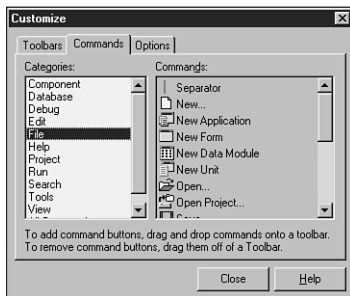 Customize
Toolbars Commands Options
Categories:
Component
Database
Debug
Edit
File
Help
Project
Run
Search
Tools
View
Commands:
Separator
New...
New Application
New Form
New Data Module
New Unit
Open...
Open Project...
To add command buttons, drag and drop commands onto a toolbar.
To remove command buttons, drag them off of a Toolbar.
Close Help